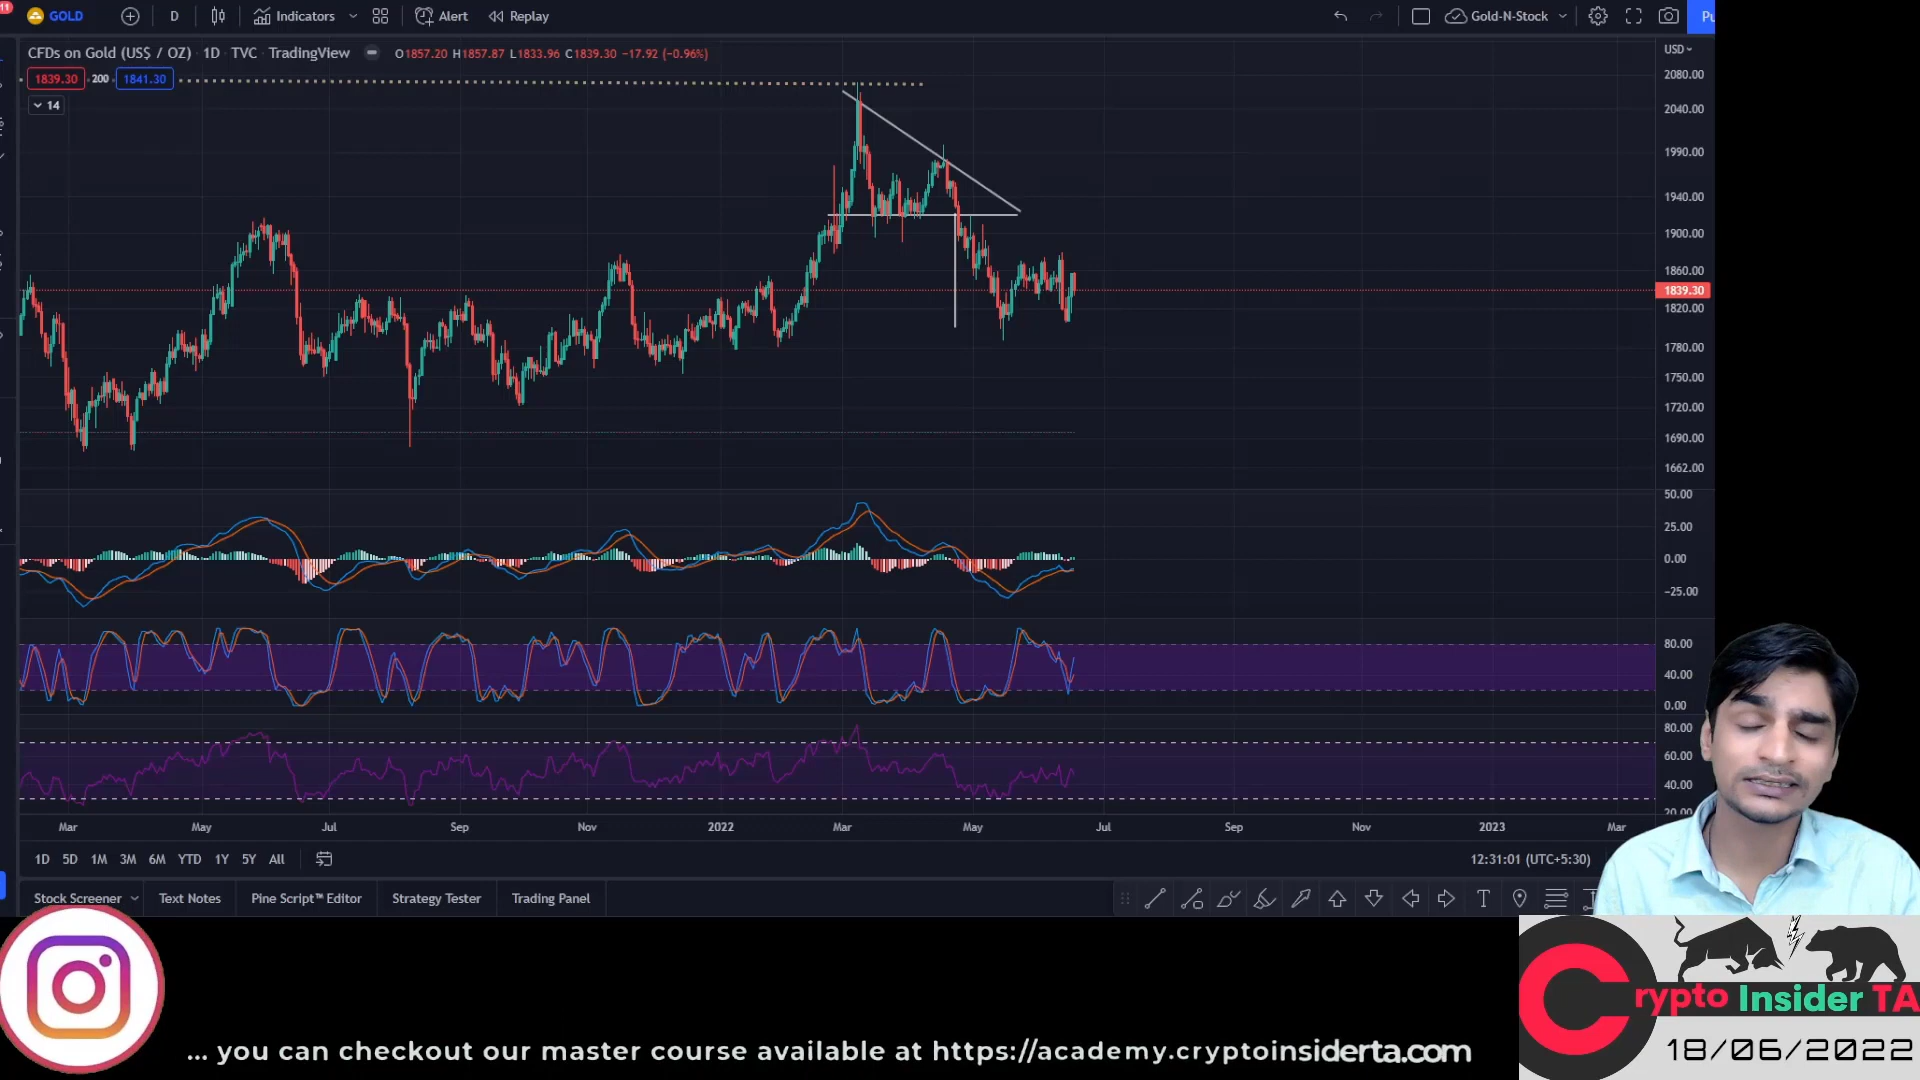 11
GOLD
D
Indicators
Alert
Replay
Gold-N-Stock
Pu
CFDs on Gold (US$ / OZ) · 1D · TVC · TradingView
O1857.20 H1857.87 L1833.96 C1839.30 −17.92 (−0.96%)
USD
1839.30
200
1841.30
14
2080.00
2040.00
1990.00
1940.00
1900.00
1860.00
1839.30
1820.00
1780.00
1750.00
1720.00
1690.00
1662.00
50.00
25.00
0.00
−25.00
80.00
40.00
0.00
80.00
60.00
40.00
20.00
Mar
May
Jul
Sep
Nov
2022
Mar
May
Jul
Sep
Nov
2023
Mar
1D 5D 1M 3M 6M YTD 1Y 5Y All
12:31:01 (UTC+5:30)
Stock Screener
Text Notes
Pine Script™ Editor
Strategy Tester
Trading Panel
T
Crypto Insider TA
18/06/2022
... you can checkout our master course available at https://academy.cryptoinsiderta.com